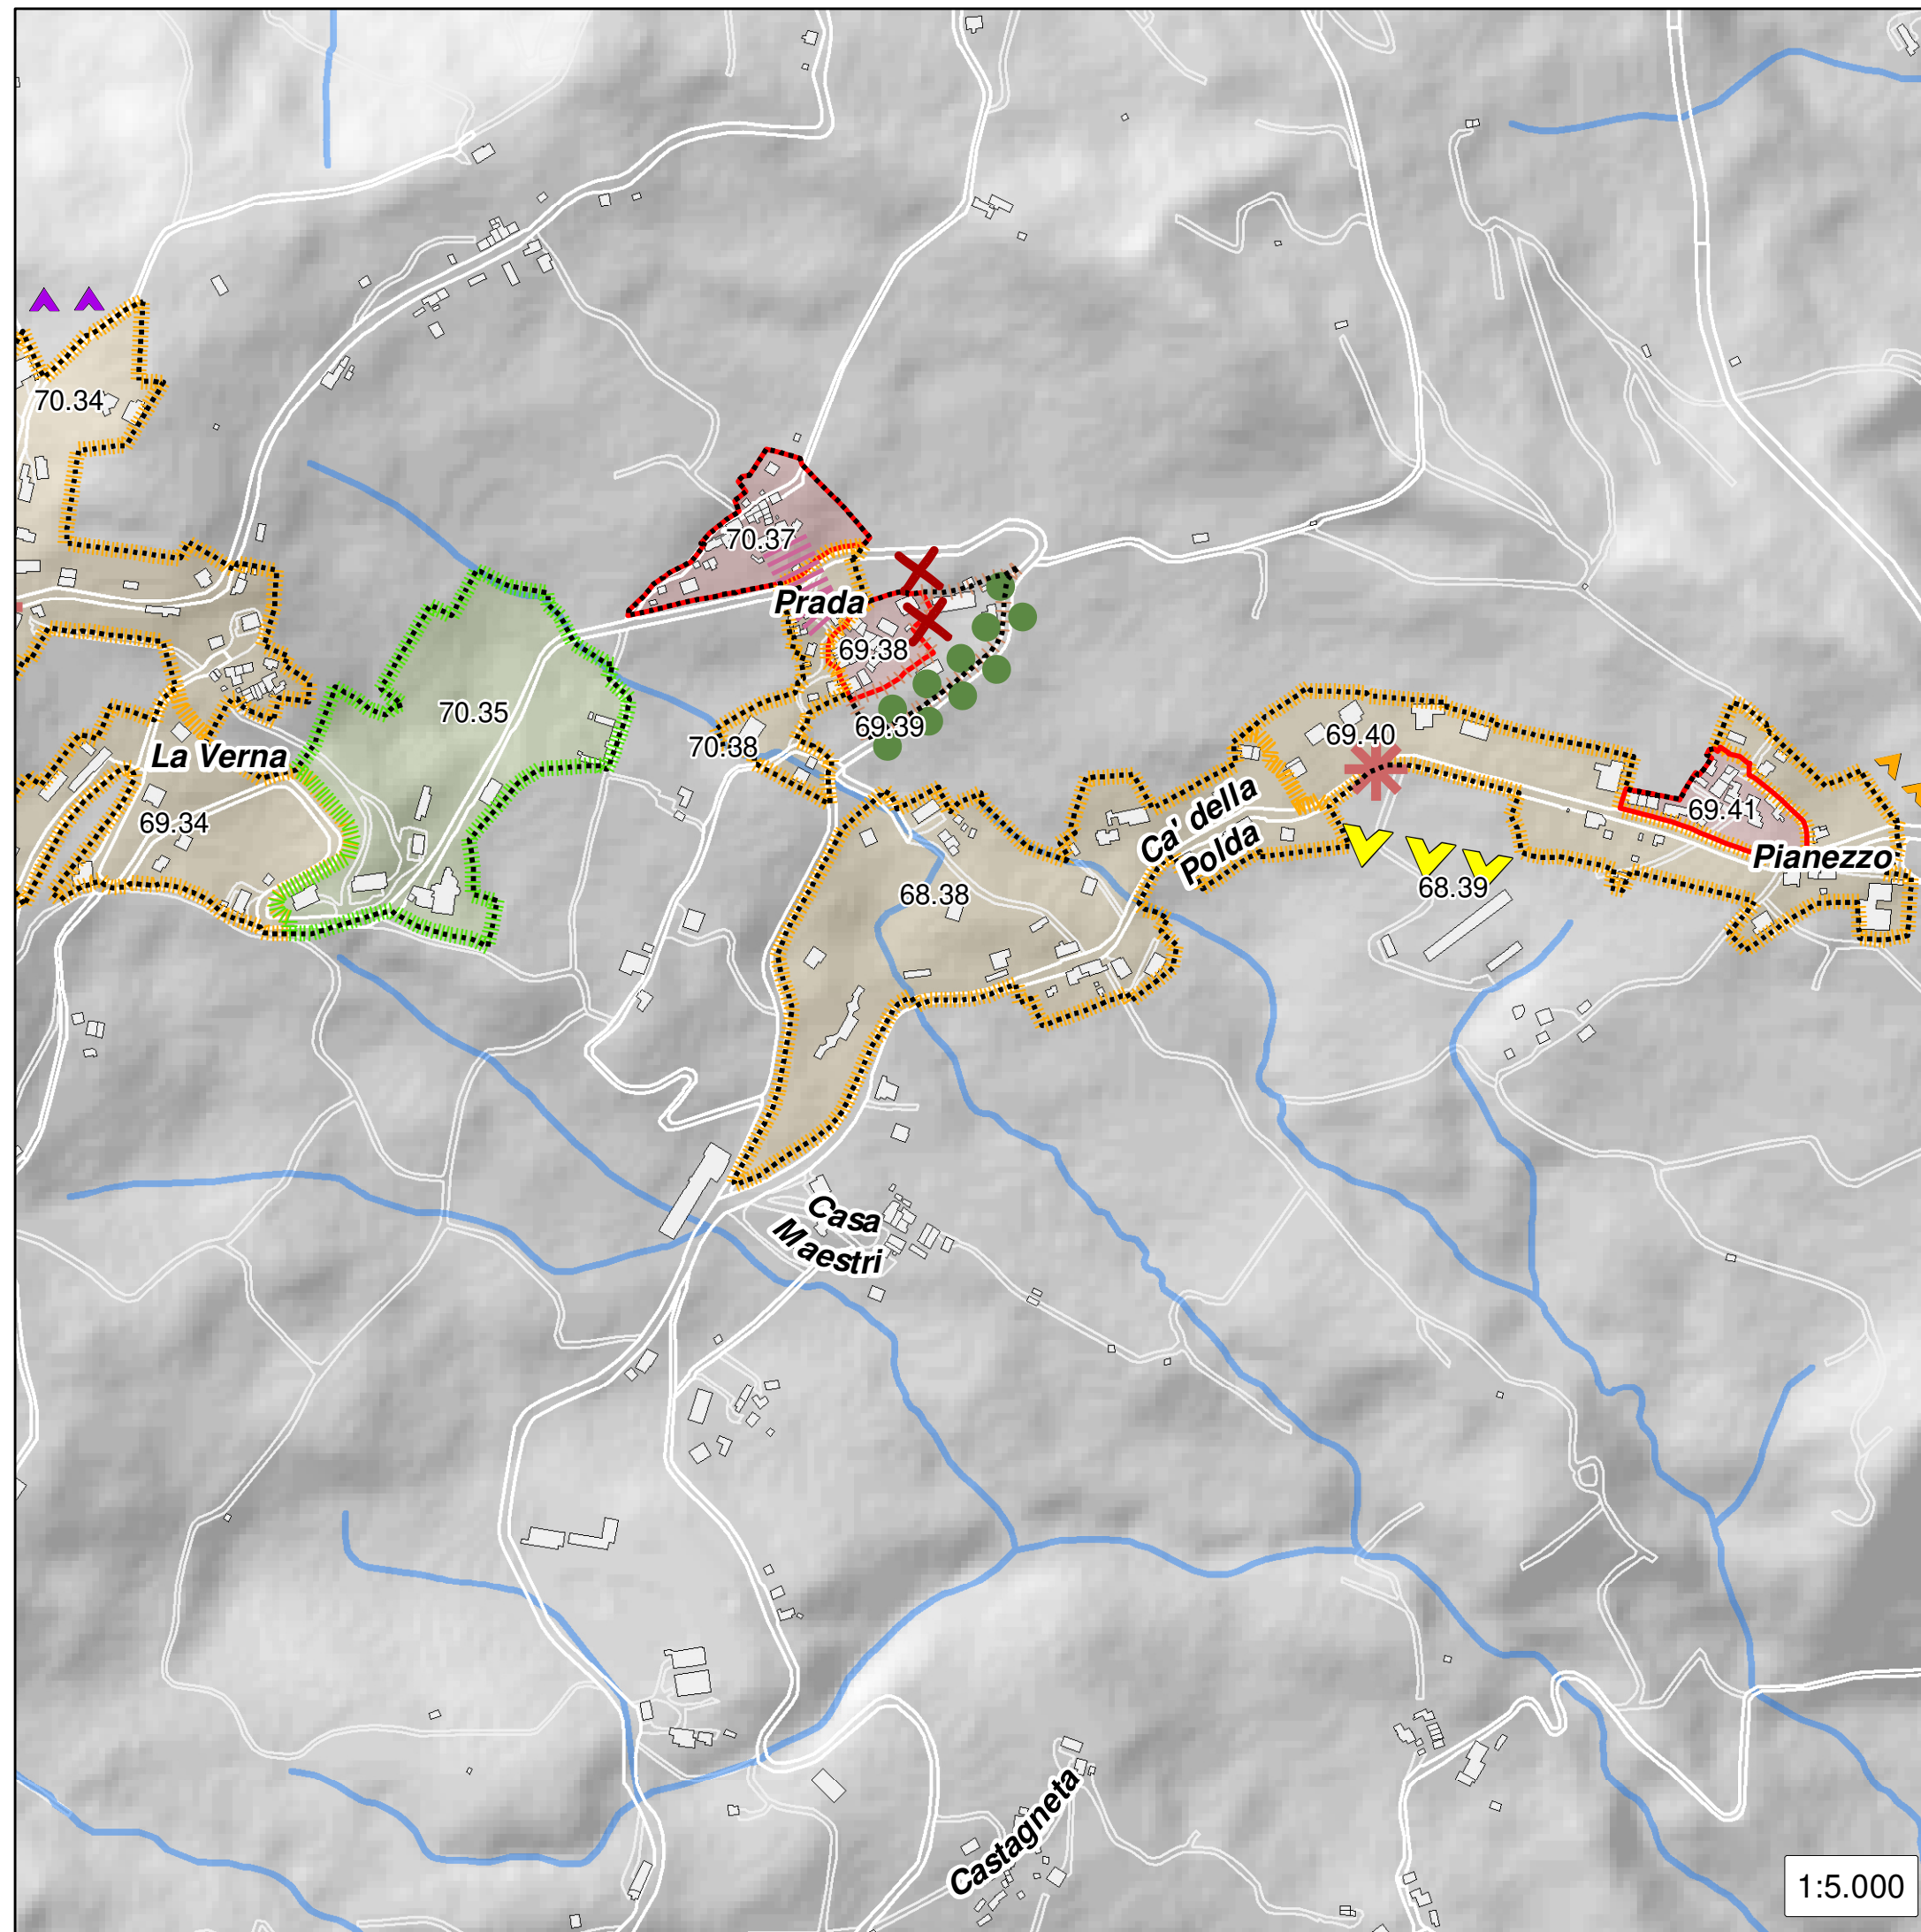 70.34
70.37
Prada
69.38
70.35
69.39
70.38
69.40
La Verna
69.34
Ca' della
Polda
69.41
Pianezzo
68.39
68.38
Casa
Maestri
Castagneta
1:5.000